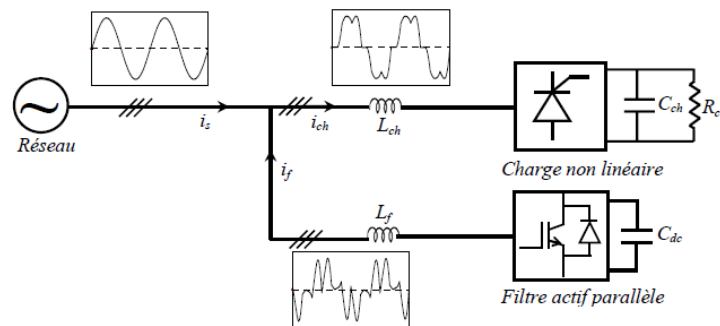 Réseau
i_s
i_ch
L_ch
C_ch
R_c
Charge non linéaire
i_f
L_f
C_dc
Filtre actif parallèle